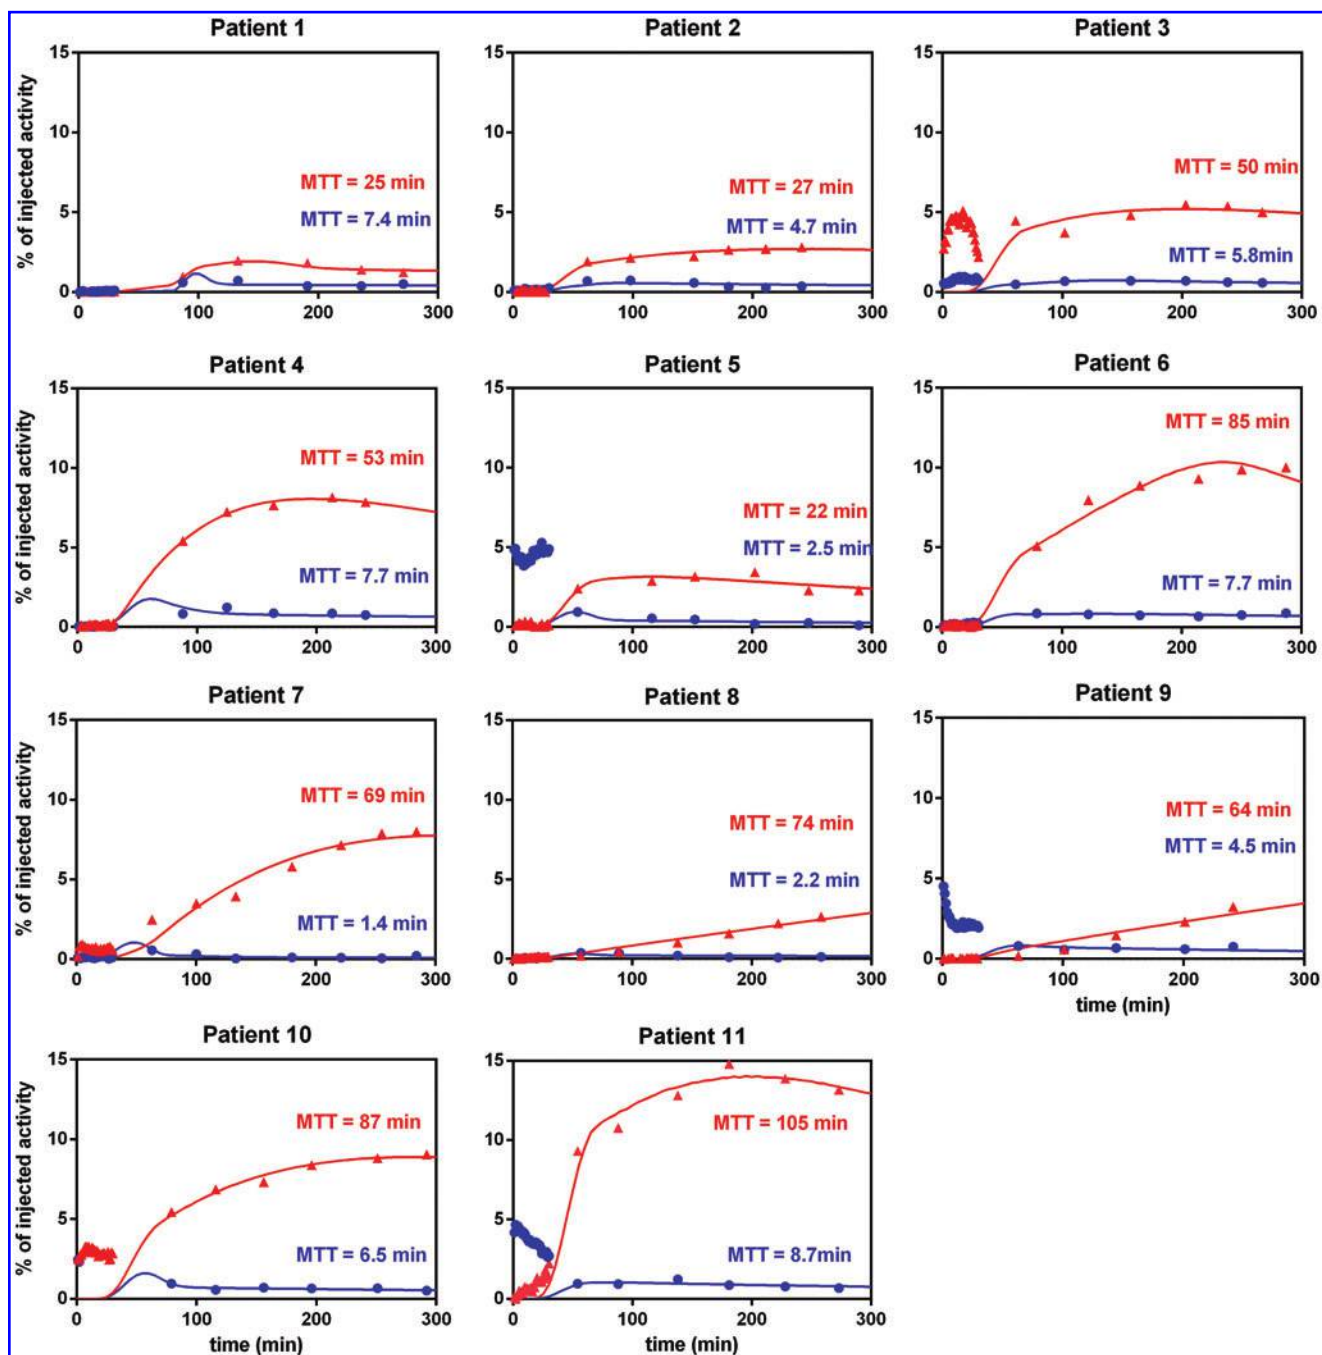 Patient 1
Patient 2
Patient 3
% of injected activity
15
10
5
0
MTT = 25 min
MTT = 7.4 min
0
100
200
300
15
10
5
0
MTT = 27 min
MTT = 4.7 min
0
100
200
300
15
10
5
0
MTT = 50 min
MTT = 5.8min
0
100
200
300
Patient 4
Patient 5
Patient 6
% of injected activity
15
10
5
0
MTT = 53 min
MTT = 7.7 min
0
100
200
300
15
10
5
0
MTT = 22 min
MTT = 2.5 min
0
100
200
300
15
10
5
0
MTT = 85 min
MTT = 7.7 min
0
100
200
300
Patient 7
Patient 8
Patient 9
% of injected activity
15
10
5
0
MTT = 69 min
MTT = 1.4 min
0
100
200
300
15
10
5
0
MTT = 74 min
MTT = 2.2 min
0
100
200
300
15
10
5
0
MTT = 64 min
MTT = 4.5 min
0
100
200
300
time (min)
Patient 10
Patient 11
% of injected activity
15
10
5
0
MTT = 87 min
MTT = 6.5 min
0
100
200
300
time (min)
15
10
5
0
MTT = 105 min
MTT = 8.7min
0
100
200
300
time (min)